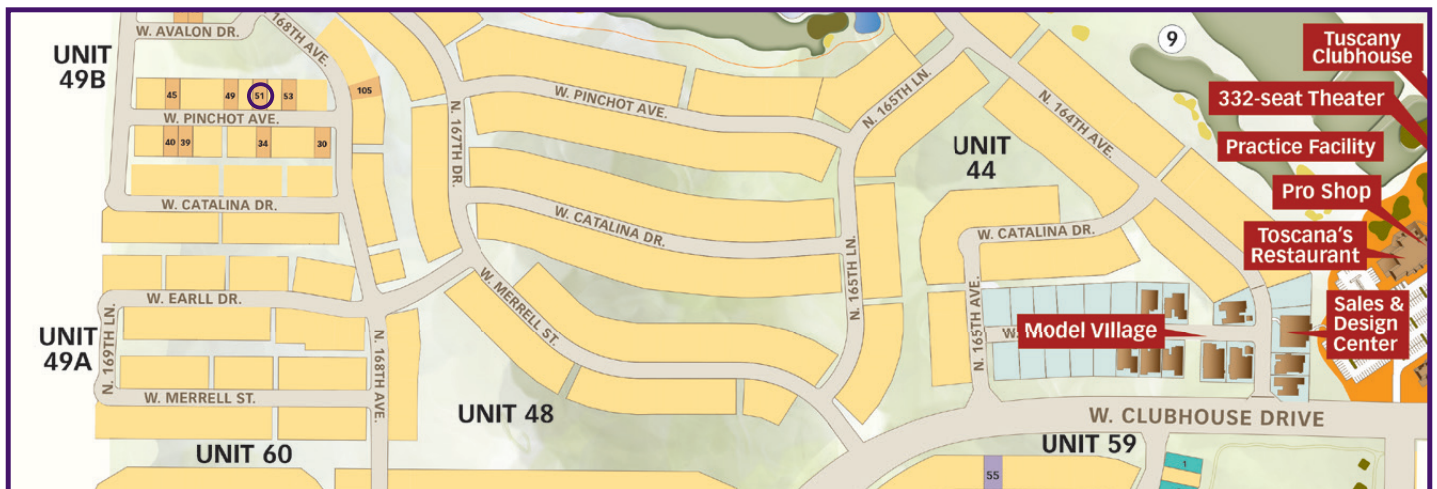 W. AVALON DR.
168TH AVE.
UNIT
49B
9
Tuscany
Clubhouse
332-seat Theater
Practice Facility
Pro Shop
Toscana's
Restaurant
Sales &
Design
Center
Model Village
45
49
51
53
105
W. PINCHOT AVE.
40
39
34
30
W. CATALINA DR.
N. 167TH DR.
W. PINCHOT AVE.
N. 165TH LN.
N. 164TH AVE.
UNIT
44
W. CATALINA DR.
W. CATALINA DR.
N. 165TH LN.
W. EARLL DR.
N. 169TH LN.
UNIT
49A
W. MERRELL ST.
N. 165TH AVE.
W.
N. 168TH AVE.
W. MERRELL ST.
UNIT 48
W. CLUBHOUSE DRIVE
UNIT 60
UNIT 59
55
1